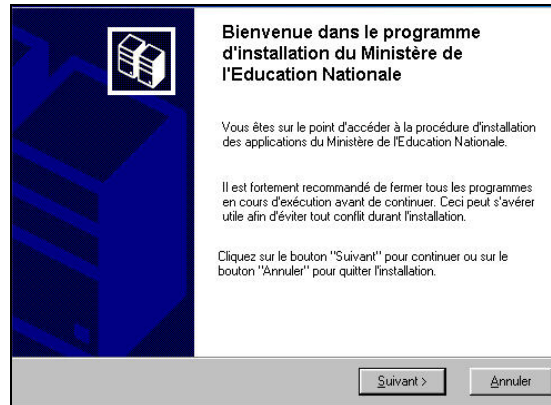 Bienvenue dans le programme
d'installation du Ministère de
l'Education Nationale
Vous êtes sur le point d'accéder à la procédure d'installation
des applications du Ministère de l'Education Nationale.
Il est fortement recommandé de fermer tous les programmes
en cours d'exécution avant de continuer. Ceci peut s'avérer
utile afin d'éviter tout conflit durant l'installation.
Cliquez sur le bouton "Suivant" pour continuer ou sur le
bouton "Annuler" pour quitter l'installation.
Suivant > Annuler